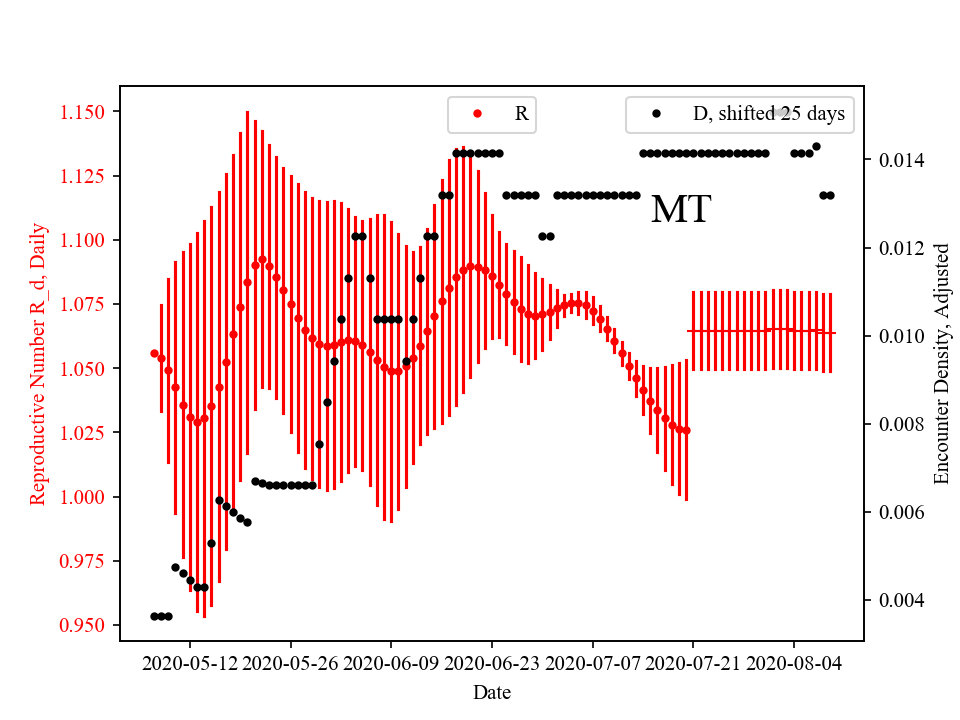 R
D, shifted 25 days
MT
1.150
1.125
1.100
1.075
1.050
1.025
1.000
0.975
0.950
Reproductive Number R_d, Daily
0.014
0.012
0.010
0.008
0.006
0.004
Encounter Density, Adjusted
2020-05-12 2020-05-26 2020-06-09 2020-06-23 2020-07-07 2020-07-21 2020-08-04
Date